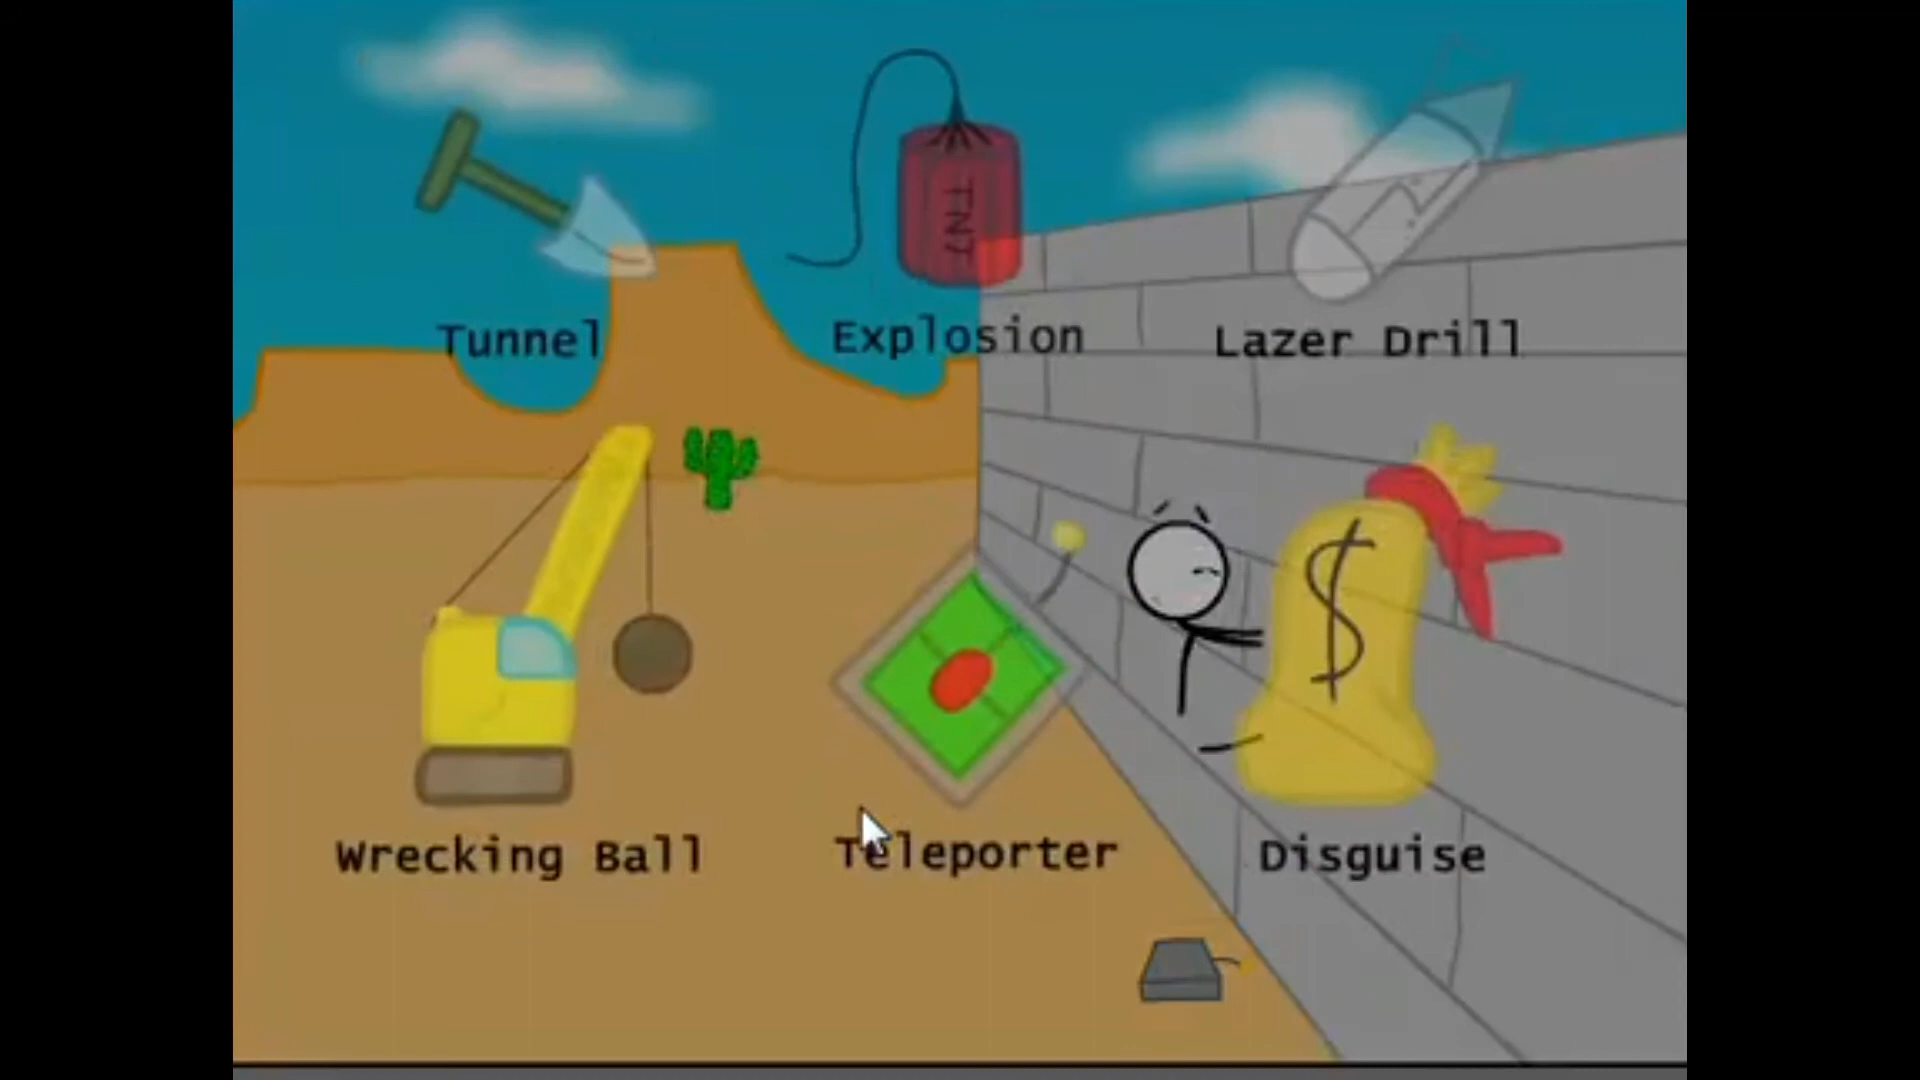 TNT
Tunnel
Explosion
Lazer Drill
$
Wrecking Ball
Teleporter
Disguise